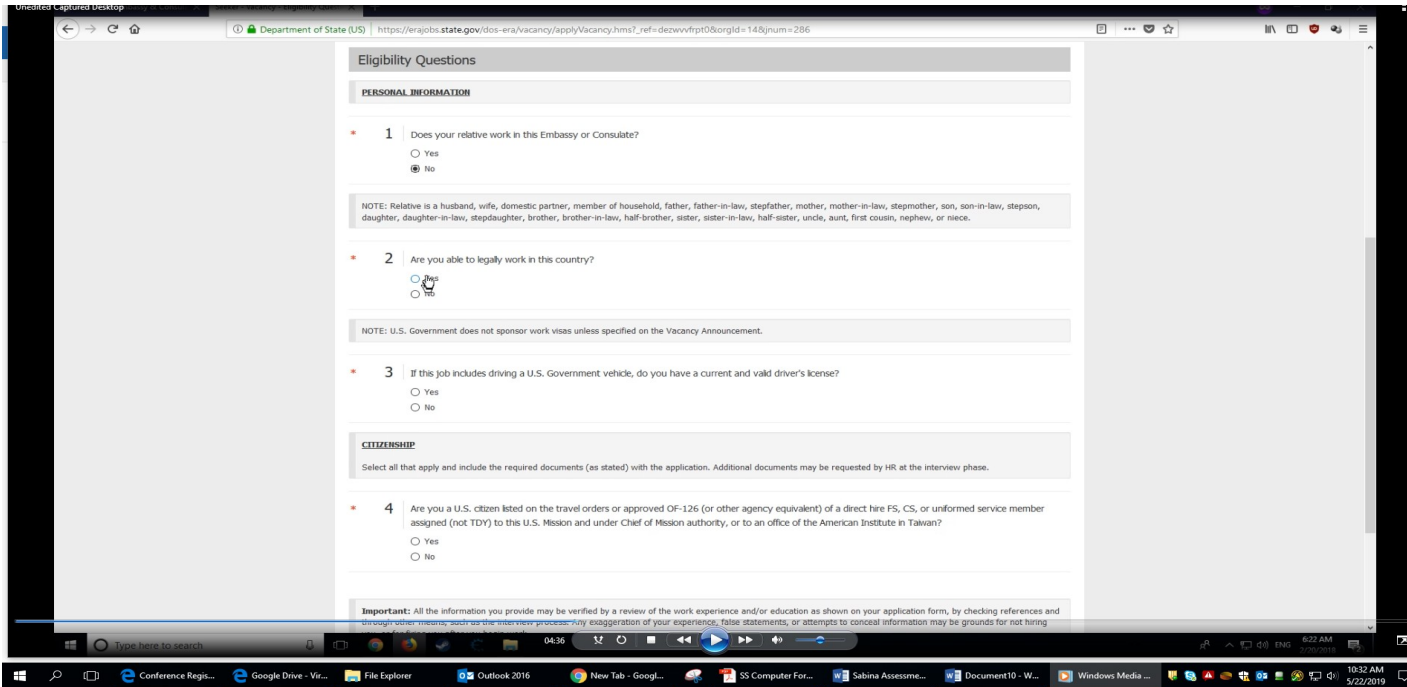 Unedited Captured Desktop
Seeker - Vacancy - Eligibility Ques
Department of State (US) https://erajobs.state.gov/dos-era/vacancy/applyVacancy.hms?_ref=dezwvvfrpt0&orgId=14&jnum=286
Eligibility Questions
PERSONAL INFORMATION
* 1 Does your relative work in this Embassy or Consulate?
Yes
No
NOTE: Relative is a husband, wife, domestic partner, member of household, father, father-in-law, stepfather, mother, mother-in-law, stepmother, son, son-in-law, stepson,
daughter, daughter-in-law, stepdaughter, brother, brother-in-law, half-brother, sister, sister-in-law, half-sister, uncle, aunt, first cousin, nephew, or niece.
* 2 Are you able to legally work in this country?
Yes
No
NOTE: U.S. Government does not sponsor work visas unless specified on the Vacancy Announcement.
* 3 If this job includes driving a U.S. Government vehicle, do you have a current and valid driver's license?
Yes
No
CITIZENSHIP
Select all that apply and include the required documents (as stated) with the application. Additional documents may be requested by HR at the interview phase.
* 4 Are you a U.S. citizen listed on the travel orders or approved OF-126 (or other agency equivalent) of a direct hire FS, CS, or uniformed service member
assigned (not TDY) to this U.S. Mission and under Chief of Mission authority, or to an office of the American Institute in Taiwan?
Yes
No
Important: All the information you provide may be verified by a review of the work experience and/or education as shown on your application form, by checking references and
through other means, such as the interview process. Any exaggeration of your experience, false statements, or attempts to conceal information may be grounds for not hiring
Type here to search 04:36 ENG 6:22 AM
2/20/2018
Conference Regis... Google Drive - Vir... File Explorer Outlook 2016 New Tab - Googl... SS Computer For... Sabina Assessme... Document10 - W... Windows Media ... 10:32 AM
5/22/2019